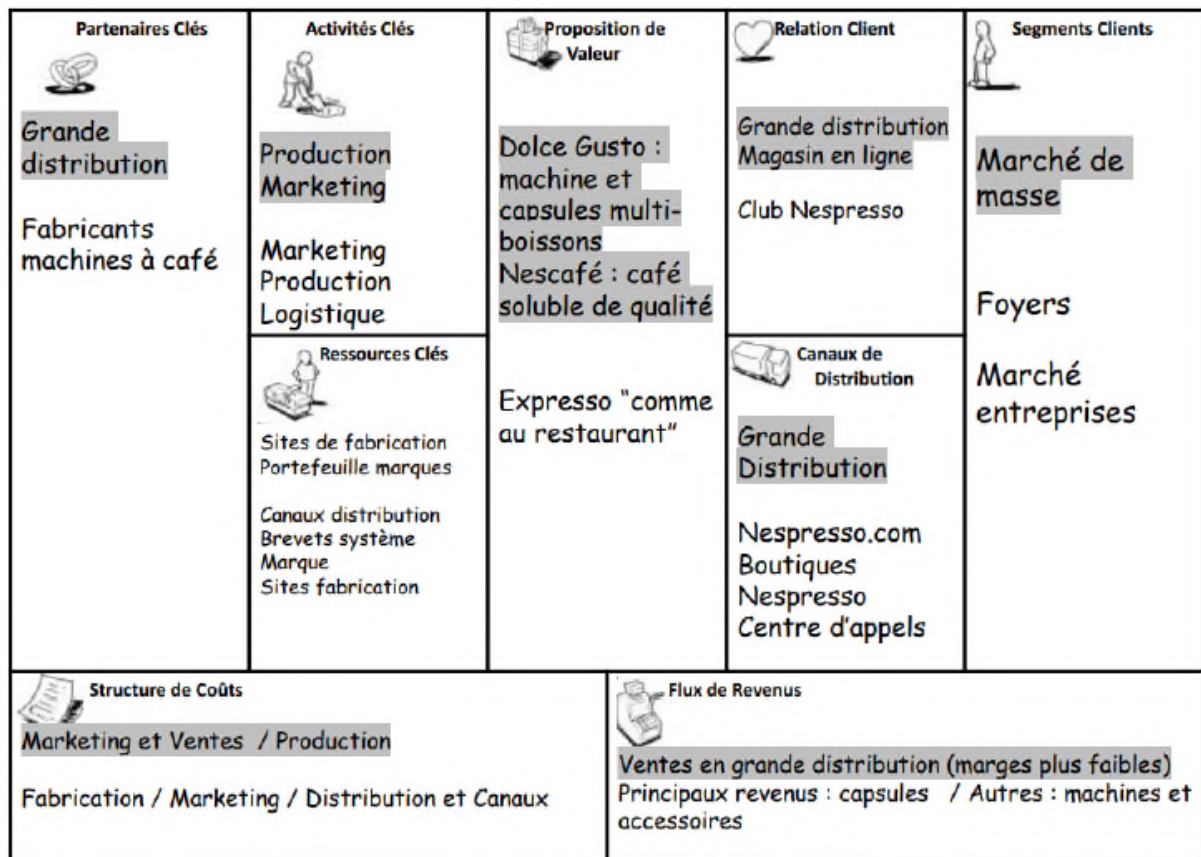 Partenaires Clés
Grande
distribution
Fabricants
machines à café
Activités Clés
Production
Marketing
Marketing
Production
Logistique
Ressources Clés
Sites de fabrication
Portefeuille marques
Canaux distribution
Brevets système
Marque
Sites fabrication
Proposition de
Valeur
Dolce Gusto :
machine et
capsules multi-
boissons
Nescafé : café
soluble de qualité
Expresso "comme
au restaurant"
Relation Client
Grande distribution
Magasin en ligne
Club Nespresso
Canaux de
Distribution
Grande
Distribution
Nespresso.com
Boutiques
Nespresso
Centre d'appels
Segments Clients
Marché de
masse
Foyers
Marché
entreprises
Structure de Coûts
Marketing et Ventes / Production
Fabrication / Marketing / Distribution et Canaux
Flux de Revenus
Ventes en grande distribution (marges plus faibles)
Principaux revenus : capsules / Autres : machines et
accessoires